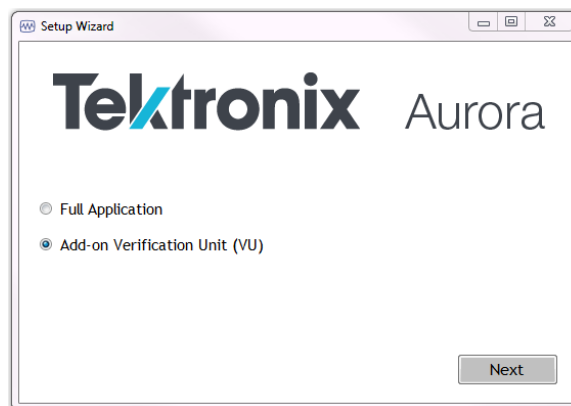 Setup Wizard
Tektronix Aurora
Full Application
Add-on Verification Unit (VU)
Next